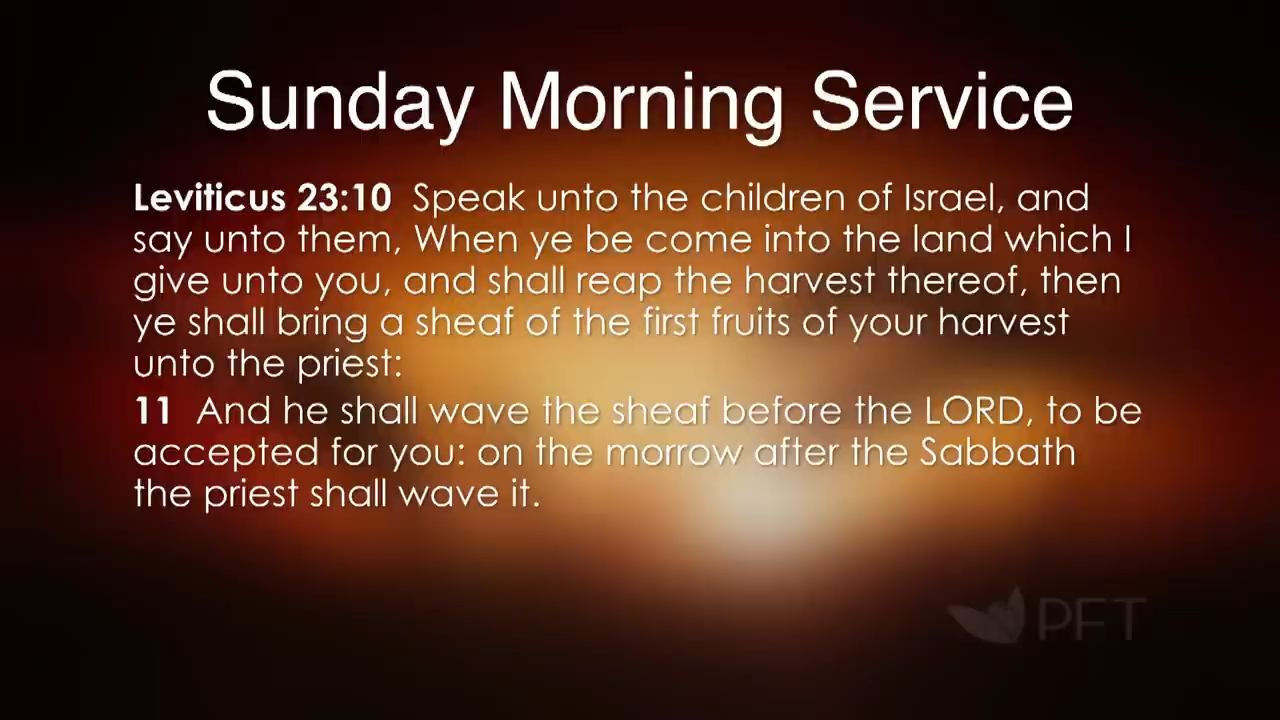 Sunday Morning Service
Leviticus 23:10 Speak unto the children of Israel, and
say unto them, When ye be come into the land which I
give unto you, and shall reap the harvest thereof, then
ye shall bring a sheaf of the first fruits of your harvest
unto the priest:
11 And he shall wave the sheaf before the LORD, to be
accepted for you: on the morrow after the Sabbath
the priest shall wave it.
PFT